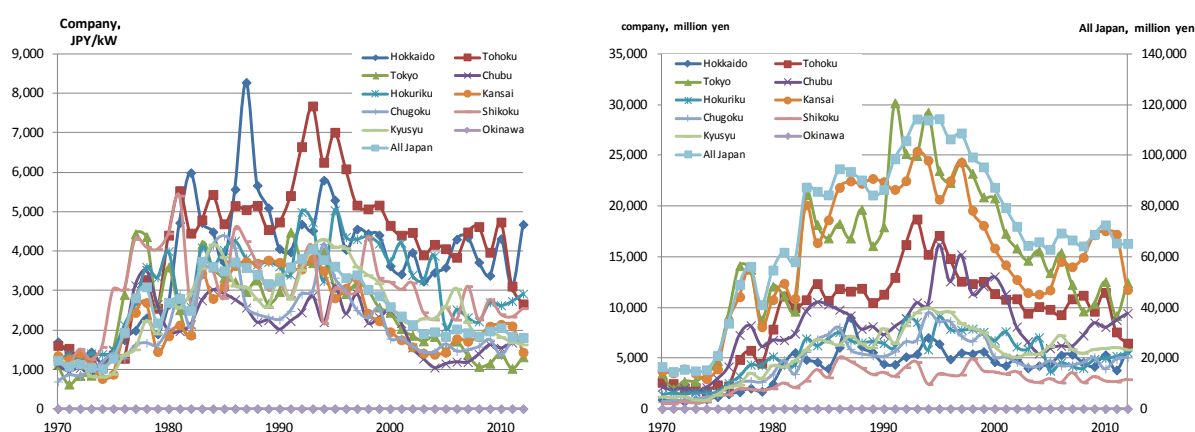 Company,
JPY/kW
9,000
8,000
7,000
6,000
5,000
4,000
3,000
2,000
1,000
0
1970 1980 1990 2000 2010
Hokkaido Tohoku
Tokyo Chubu
Hokuriku Kansai
Chugoku Shikoku
Kyusyu Okinawa
All Japan
company, million yen
All Japan, million yen
35,000 140,000
30,000 120,000
25,000 100,000
20,000 80,000
15,000 60,000
10,000 40,000
5,000 20,000
0 0
1970 1980 1990 2000 2010
Hokkaido Tohoku
Tokyo Chubu
Hokuriku Kansai
Chugoku Shikoku
Kyusyu Okinawa
All Japan